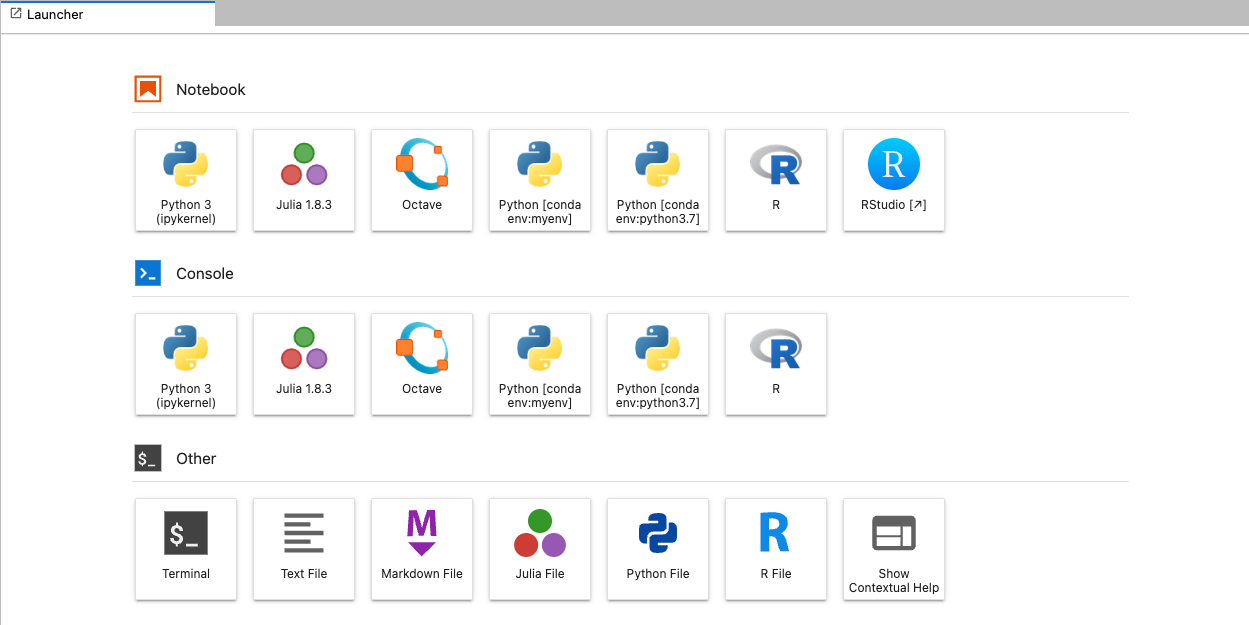 Launcher
Notebook
Python 3
(ipykernel)
Julia 1.8.3
Octave
Python [conda
env:myenv]
Python [conda
env:python3.7]
R
R
R
RStudio [↗]
>_
Console
Python 3
(ipykernel)
Julia 1.8.3
Octave
Python [conda
env:myenv]
Python [conda
env:python3.7]
R
R
$_
Other
$_
Terminal
Text File
M
Markdown File
Julia File
Python File
R
R File
Show
Contextual Help